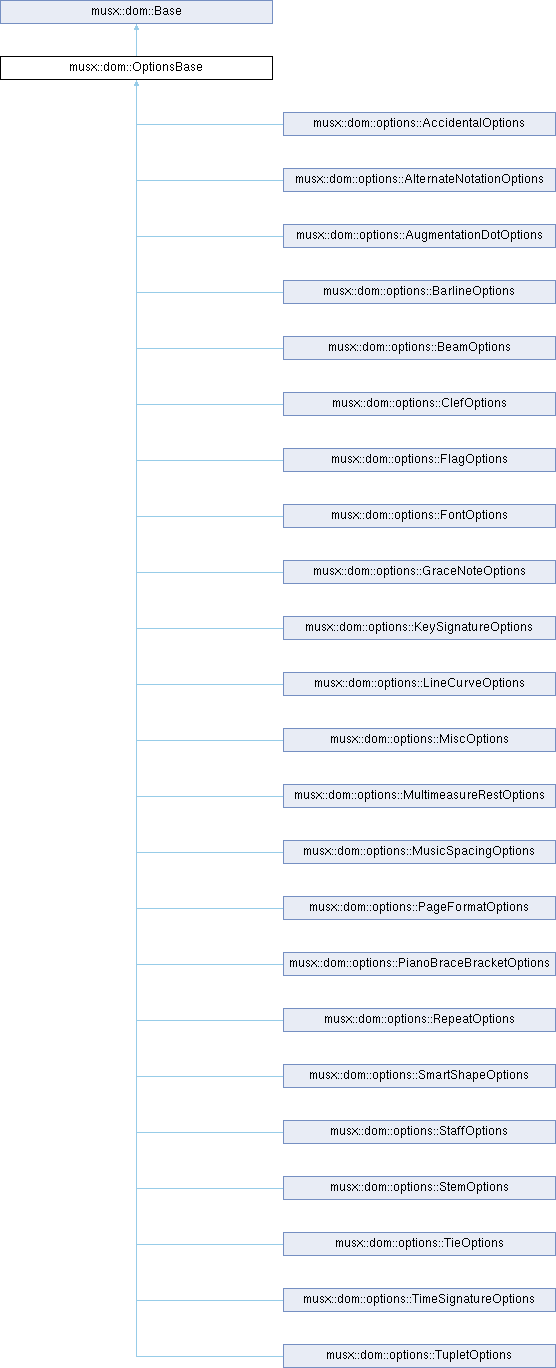 musx::dom::Base
musx::dom::OptionsBase
musx::dom::options::AccidentalOptions
musx::dom::options::AlternateNotationOptions
musx::dom::options::AugmentationDotOptions
musx::dom::options::BarlineOptions
musx::dom::options::BeamOptions
musx::dom::options::ClefOptions
musx::dom::options::FlagOptions
musx::dom::options::FontOptions
musx::dom::options::GraceNoteOptions
musx::dom::options::KeySignatureOptions
musx::dom::options::LineCurveOptions
musx::dom::options::MiscOptions
musx::dom::options::MultimeasureRestOptions
musx::dom::options::MusicSpacingOptions
musx::dom::options::PageFormatOptions
musx::dom::options::PianoBraceBracketOptions
musx::dom::options::RepeatOptions
musx::dom::options::SmartShapeOptions
musx::dom::options::StaffOptions
musx::dom::options::StemOptions
musx::dom::options::TieOptions
musx::dom::options::TimeSignatureOptions
musx::dom::options::TupletOptions